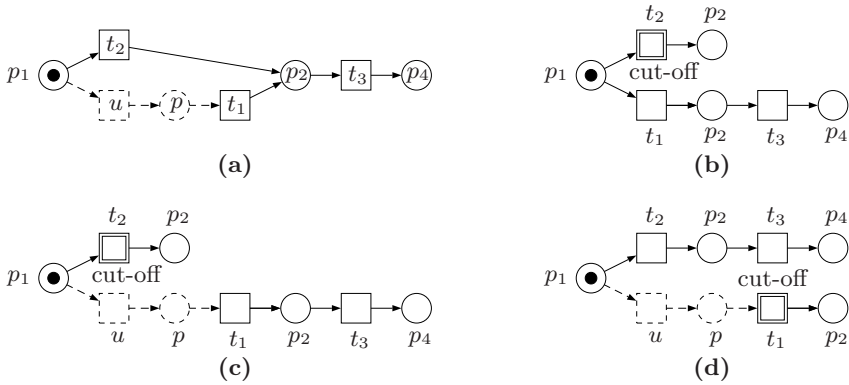 t₂
p₁ p₂ t₃ p₄
u p t₁
(a)
t₂ p₂
p₁ cut-off
t₁ p₂ t₃ p₄
(b)
t₂ p₂
p₁ cut-off
u p t₁ p₂ t₃ p₄
(c)
t₂ p₂ t₃ p₄
p₁ cut-off
u p t₁ p₂
(d)